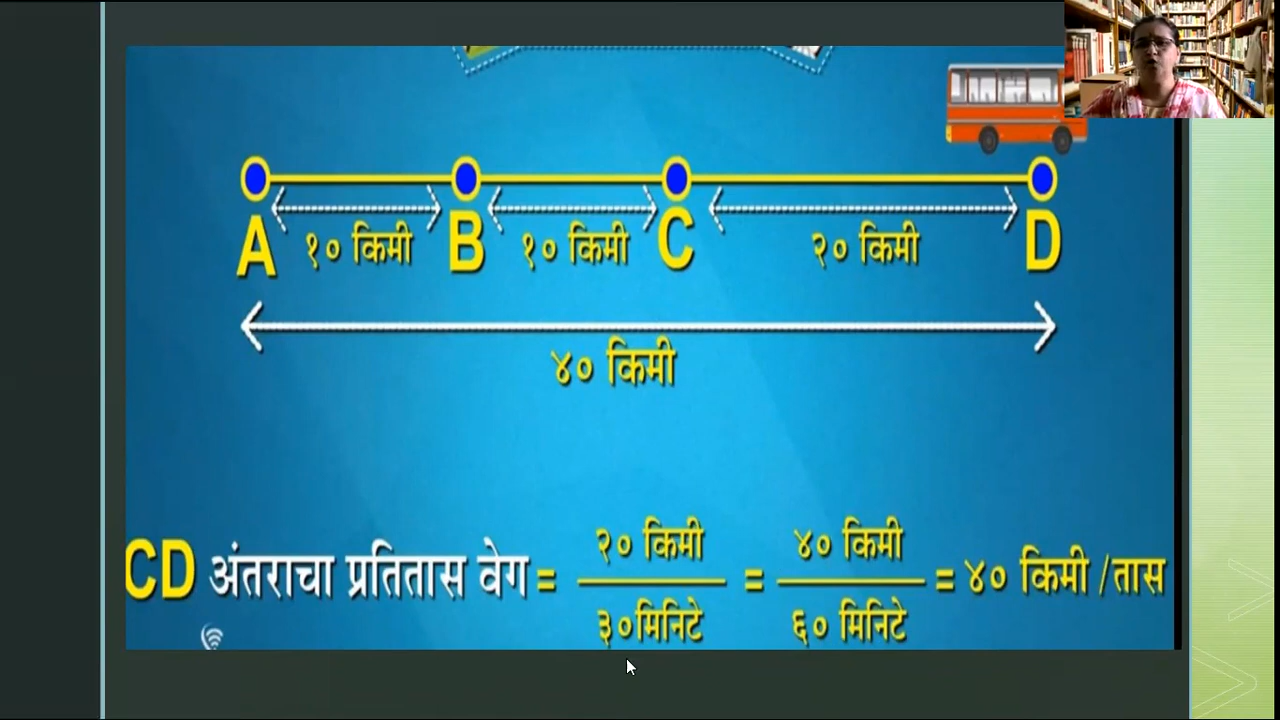 A १० किमी B १० किमी C २० किमी D
४० किमी
CD अंतराचा प्रतितास वेग = २० किमी / ३०मिनिटे = ४० किमी / ६० मिनिटे = ४० किमी /तास